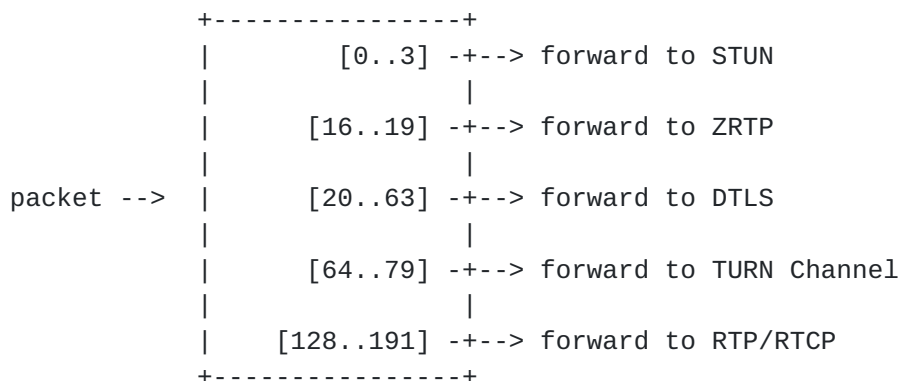 +----------------+
                |        [0..3] -+--> forward to STUN
                |                |
                |      [16..19] -+--> forward to ZRTP
                |                |
    packet -->  |      [20..63] -+--> forward to DTLS
                |                |
                |      [64..79] -+--> forward to TURN Channel
                |                |
                |    [128..191] -+--> forward to RTP/RTCP
                +----------------+